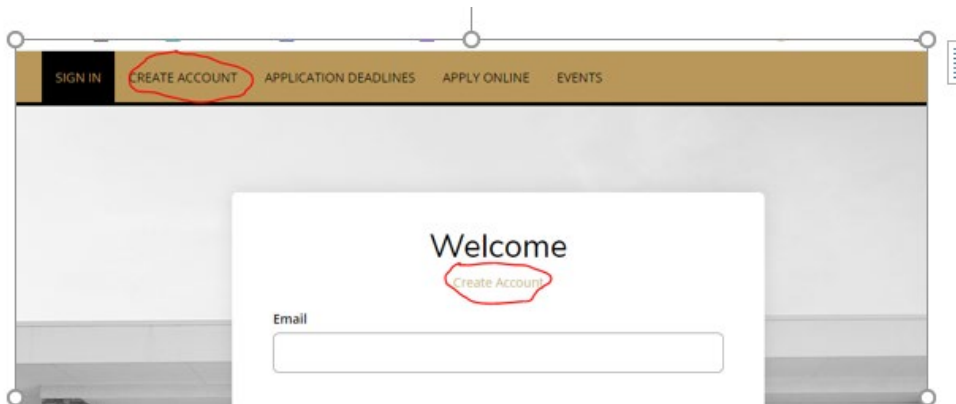 SIGN IN CREATE ACCOUNT APPLICATION DEADLINES APPLY ONLINE EVENTS
Welcome
Create Account
Email